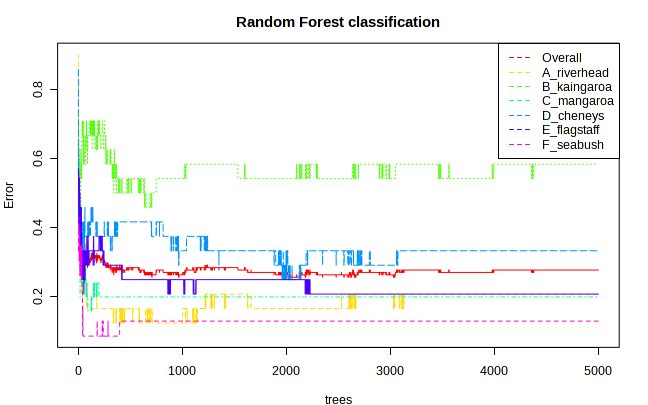 Random Forest classification
Overall
A_riverhead
B_kaingaroa
C_mangaroa
D_cheneys
E_flagstaff
F_seabush
Error
0.2
0.4
0.6
0.8
0
1000
2000
3000
4000
5000
trees